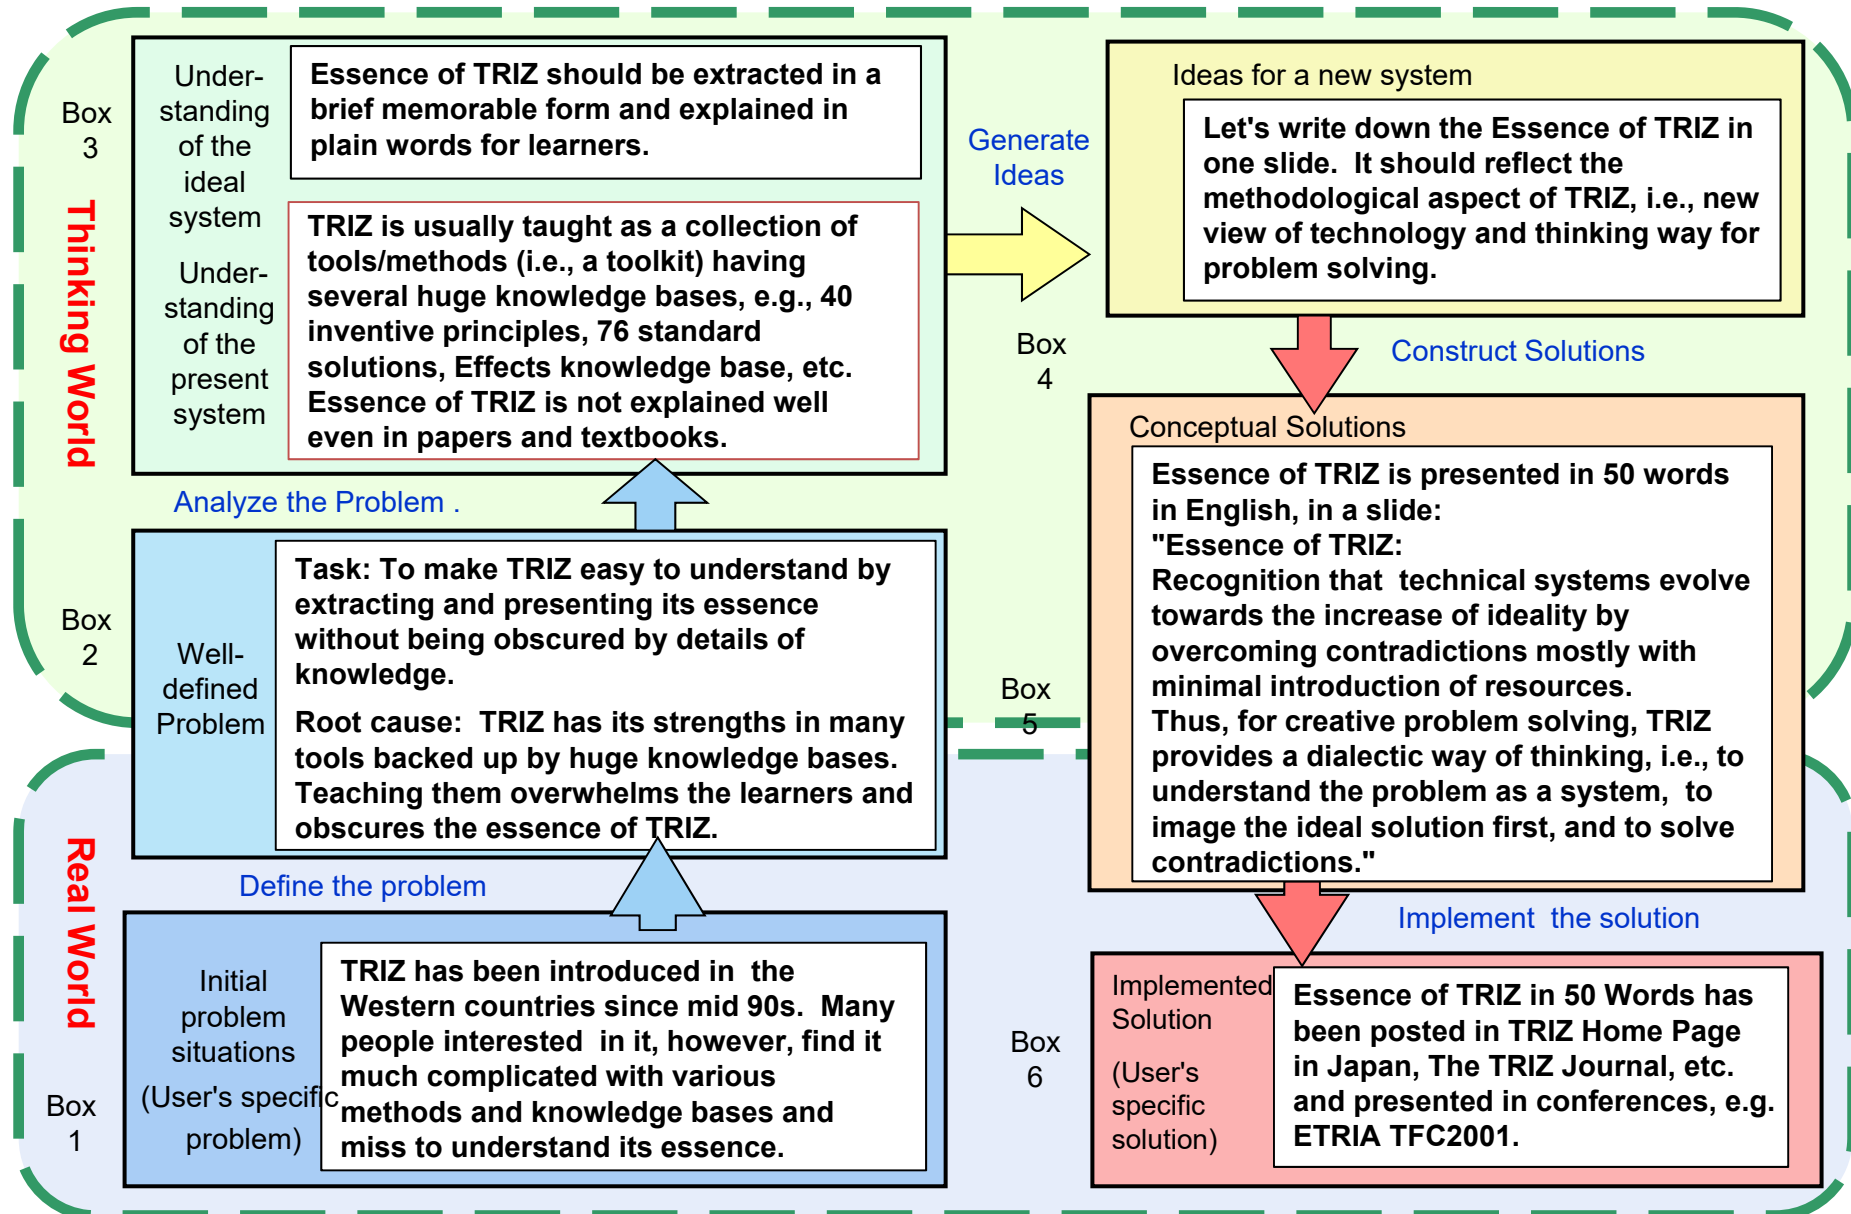 Box
3
Under-
standing
of the
ideal
system
Essence of TRIZ should be extracted in a
brief memorable form and explained in
plain words for learners.
Under-
standing
of the
present
system
TRIZ is usually taught as a collection of
tools/methods (i.e., a toolkit) having
several huge knowledge bases, e.g., 40
inventive principles, 76 standard
solutions, Effects knowledge base, etc.
Essence of TRIZ is not explained well
even in papers and textbooks.
Thinking World
Analyze the Problem .
Box
2
Well-
defined
Problem
Task: To make TRIZ easy to understand by
extracting and presenting its essence
without being obscured by details of
knowledge.
Root cause: TRIZ has its strengths in many
tools backed up by huge knowledge bases.
Teaching them overwhelms the learners and
obscures the essence of TRIZ.
Real World
Define the problem
Box
1
Initial
problem
situations
(User's specific
problem)
TRIZ has been introduced in the
Western countries since mid 90s. Many
people interested in it, however, find it
much complicated with various
methods and knowledge bases and
miss to understand its essence.
Generate
Ideas
Box
4
Ideas for a new system
Let's write down the Essence of TRIZ in
one slide. It should reflect the
methodological aspect of TRIZ, i.e., new
view of technology and thinking way for
problem solving.
Construct Solutions
Box
5
Conceptual Solutions
Essence of TRIZ is presented in 50 words
in English, in a slide:
"Essence of TRIZ:
Recognition that technical systems evolve
towards the increase of ideality by
overcoming contradictions mostly with
minimal introduction of resources.
Thus, for creative problem solving, TRIZ
provides a dialectic way of thinking, i.e., to
understand the problem as a system, to
image the ideal solution first, and to solve
contradictions."
Implement the solution
Box
6
Implemented
Solution
(User's
specific
solution)
Essence of TRIZ in 50 Words has
been posted in TRIZ Home Page
in Japan, The TRIZ Journal, etc.
and presented in conferences, e.g.
ETRIA TFC2001.